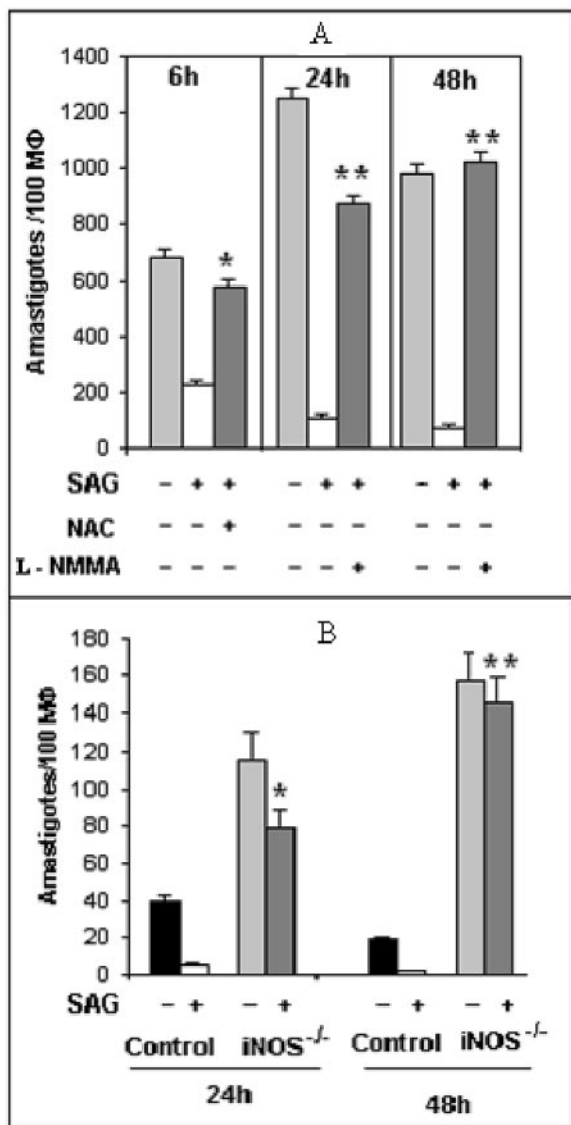 A
6h 24h 48h
1400
1200
1000
800
600
400
200
0
Amastigotes /100 MΦ
* ** **
SAG - + + - + + - + +
NAC - - + - - - - - -
L - NMMA - - - - - + - - +
B
180
160
140
120
100
80
60
40
20
0
Amastigotes/100 MΦ
* **
SAG - + - + - + - +
Control iNOS-/- Control iNOS-/-
24h 48h